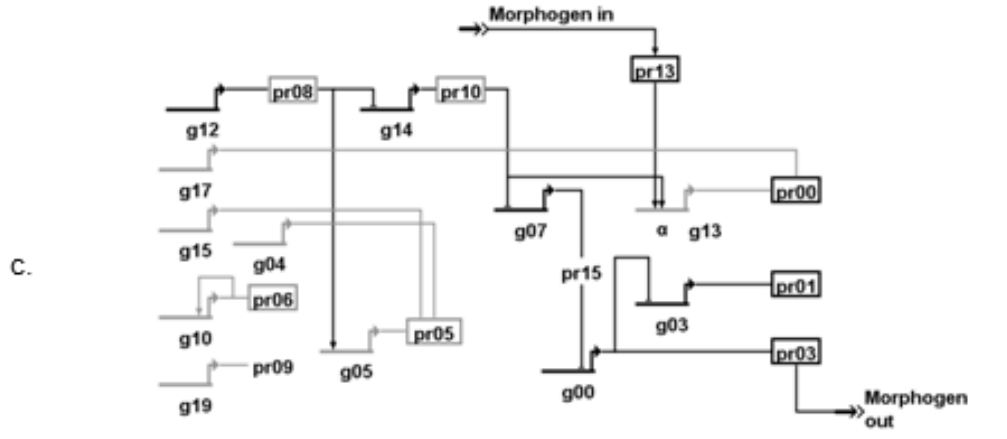 Morphogen in
pr13
pr08
pr10
g12
g14
g17
pr00
g15
g07
α
g13
g04
C.
pr15
pr06
pr01
g03
g10
pr05
pr03
pr09
g05
g19
g00
Morphogen
out